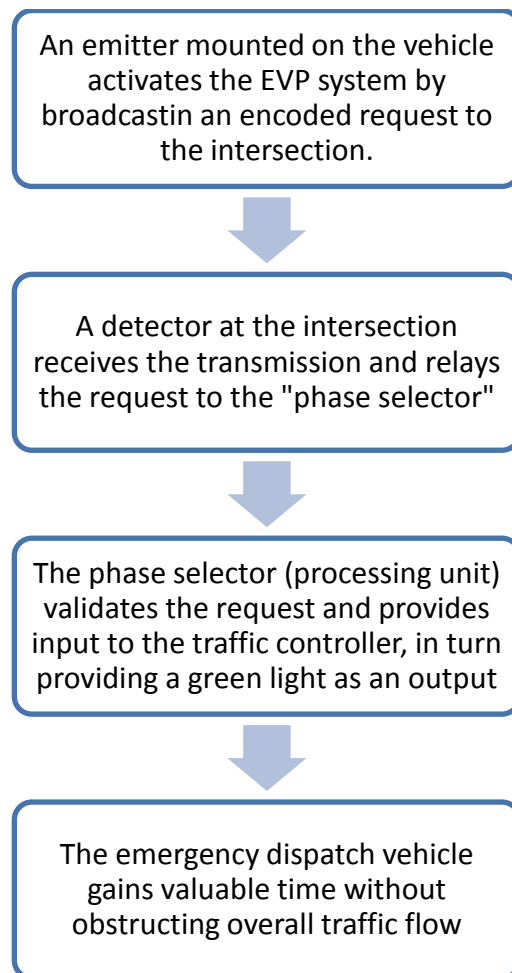 An emitter mounted on the vehicle
activates the EVP system by
broadcastin an encoded request to
the intersection.
A detector at the intersection
receives the transmission and relays
the request to the "phase selector"
The phase selector (processing unit)
validates the request and provides
input to the traffic controller, in turn
providing a green light as an output
The emergency dispatch vehicle
gains valuable time without
obstructing overall traffic flow